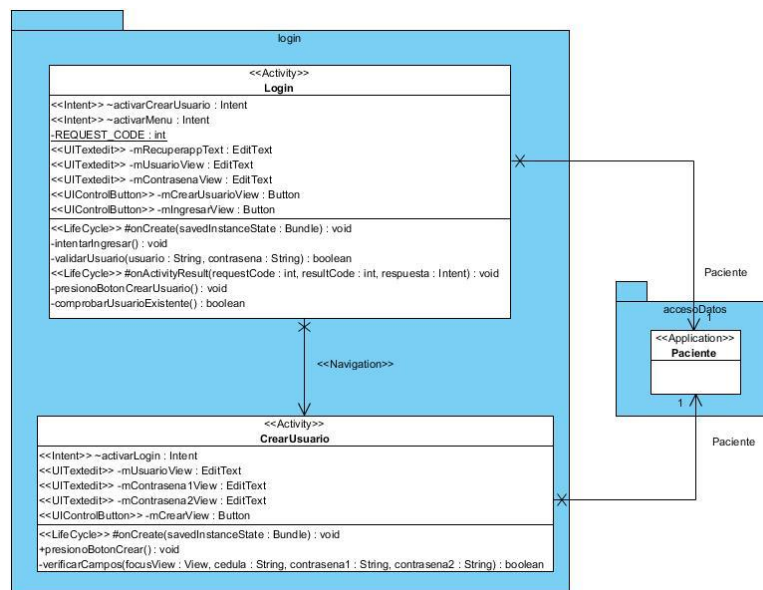 login
<<Activity>>
Login
<<Intent>> ~activarCrearUsuario : Intent
<<Intent>> ~activarMenu : Intent
-REQUEST_CODE : int
<<UITextedit>> -mRecuperappText : EditText
<<UITextedit>> -mUsuarioView : EditText
<<UITextedit>> -mContrasenaView : EditText
<<UIControlButton>> -mCrearUsuarioView : Button
<<UIControlButton>> -mIngresarView : Button
<<LifeCycle>> #onCreate(savedInstanceState : Bundle) : void
-intentarIngresar() : void
-validarUsuario(usuario : String, contrasena : String) : boolean
<<LifeCycle>> #onActivityResult(requestCode : int, resultCode : int, respuesta : Intent) : void
-presionoBotonCrearUsuario() : void
-comprobarUsuarioExistente() : boolean
Paciente
accesoDatos
1
<<Application>>
Paciente
<<Navigation>>
1
Paciente
<<Activity>>
CrearUsuario
<<Intent>> ~activarLogin : Intent
<<UITextedit>> -mUsuarioView : EditText
<<UITextedit>> -mContrasena1View : EditText
<<UITextedit>> -mContrasena2View : EditText
<<UIControlButton>> -mCrearView : Button
<<LifeCycle>> #onCreate(savedInstanceState : Bundle) : void
+presionoBotonCrear() : void
-verificarCampos(focusView : View, cedula : String, contrasena1 : String, contrasena2 : String) : boolean